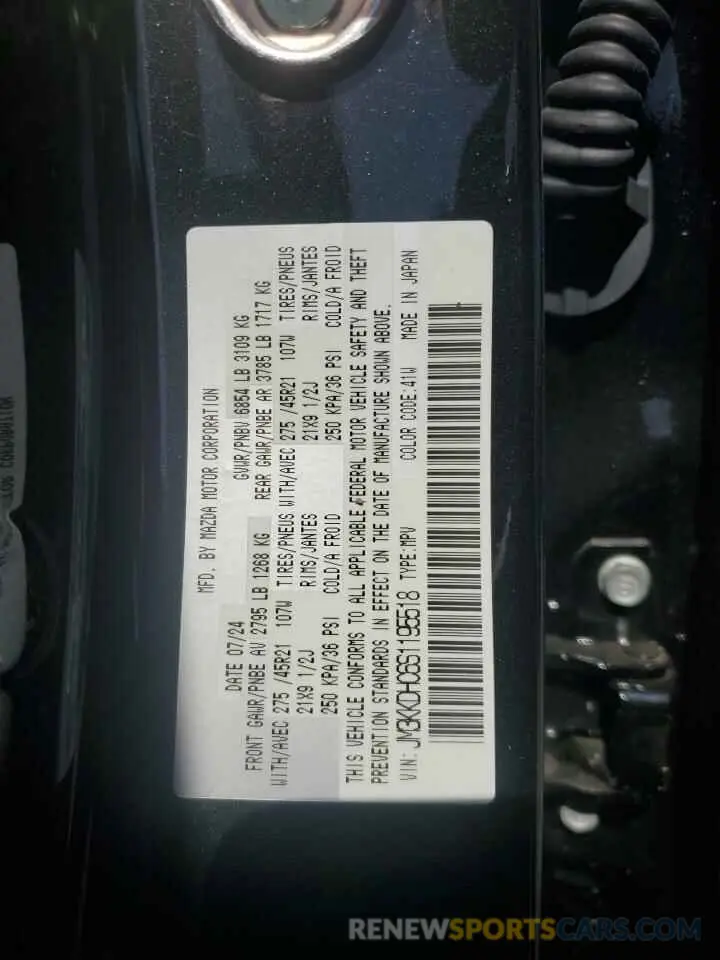 MFD. BY MAZDA MOTOR CORPORATION
DATE 07/24 GVWR/PNBV 6854 LB 3109 KG
FRONT GAWR/PNBE AV 2795 LB 1268 KG REAR GAWR/PNBE AR 3785 LB 1717 KG
WITH/AVEC 275 /45R21 107W TIRES/PNEUS WITH/AVEC 275 /45R21 107W TIRES/PNEUS
21X9 1/2J RIMS/JANTES 21X9 1/2J RIMS/JANTES
250 KPA/36 PSI COLD/A FROID 250 KPA/36 PSI COLD/A FROID
THIS VEHICLE CONFORMS TO ALL APPLICABLE FEDERAL MOTOR VEHICLE SAFETY AND THEFT
PREVENTION STANDARDS IN EFFECT ON THE DATE OF MANUFACTURE SHOWN ABOVE.
VIN: JM3KKDHC6S1195518 TYPE:MPV COLOR CODE:41W MADE IN JAPAN
RENEWSPORTSCARS.COM